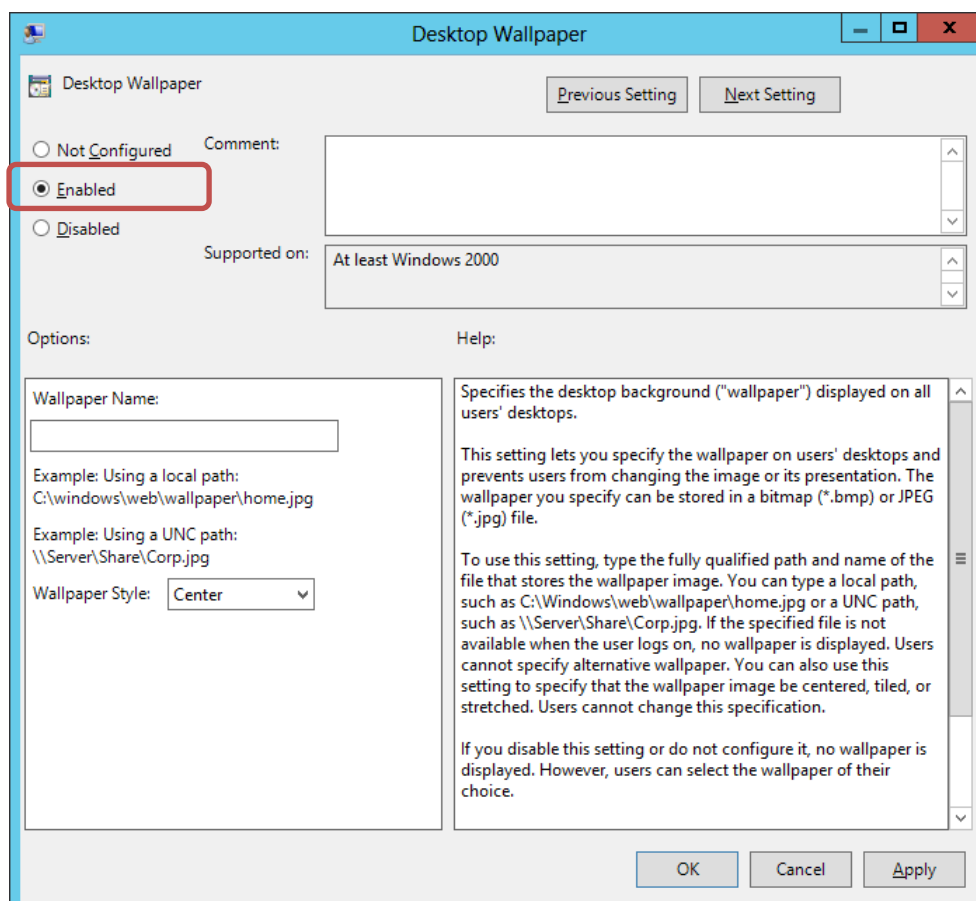 Desktop Wallpaper
Desktop Wallpaper
Previous Setting
Next Setting
Not Configured
Comment:
Enabled
Disabled
Supported on:
At least Windows 2000
Options:
Help:
Wallpaper Name:
Example: Using a local path:
C:\windows\web\wallpaper\home.jpg
Example: Using a UNC path:
\\Server\Share\Corp.jpg
Wallpaper Style:
Center
Specifies the desktop background ("wallpaper") displayed on all
users' desktops.
This setting lets you specify the wallpaper on users' desktops and
prevents users from changing the image or its presentation. The
wallpaper you specify can be stored in a bitmap (*.bmp) or JPEG
(*.jpg) file.
To use this setting, type the fully qualified path and name of the
file that stores the wallpaper image. You can type a local path,
such as C:\Windows\web\wallpaper\home.jpg or a UNC path,
such as \\Server\Share\Corp.jpg. If the specified file is not
available when the user logs on, no wallpaper is displayed. Users
cannot specify alternative wallpaper. You can also use this
setting to specify that the wallpaper image be centered, tiled, or
stretched. Users cannot change this specification.
If you disable this setting or do not configure it, no wallpaper is
displayed. However, users can select the wallpaper of their
choice.
OK
Cancel
Apply